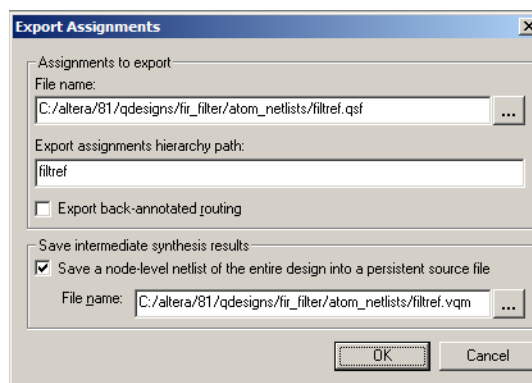 Export Assignments
Assignments to export
File name:
C:/altera/81/qdesigns/fir_filter/atom_netlists/filtref.qsf
...
Export assignments hierarchy path:
filtref
Export back-annotated routing
Save intermediate synthesis results
Save a node-level netlist of the entire design into a persistent source file
File name:
C:/altera/81/qdesigns/fir_filter/atom_netlists/filtref.vqm
...
OK
Cancel